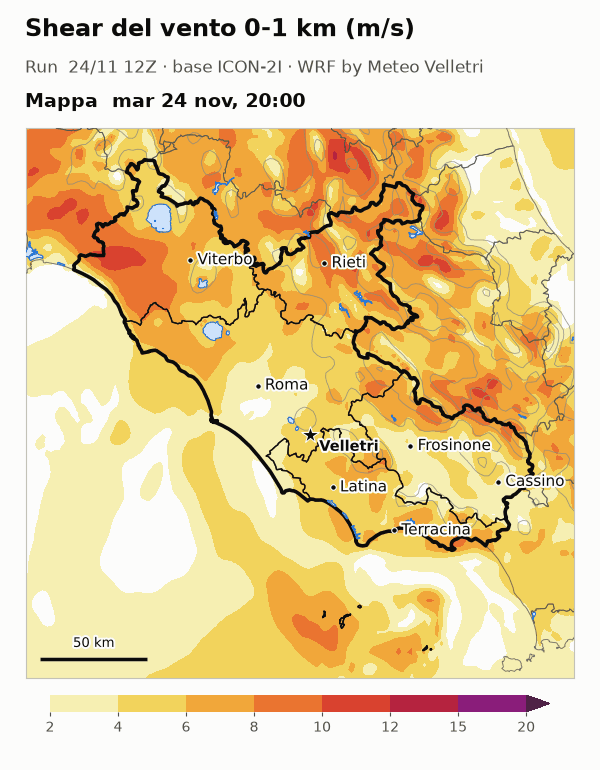 Shear del vento 0-1 km (m/s)
Run  24/11 12Z · base ICON-2I · WRF by Meteo Velletri
Mappa  mar 24 nov, 20:00
Viterbo
Rieti
Roma
Velletri
Frosinone
Latina
Cassino
Terracina
50 km
2 4 6 8 10 12 15 20